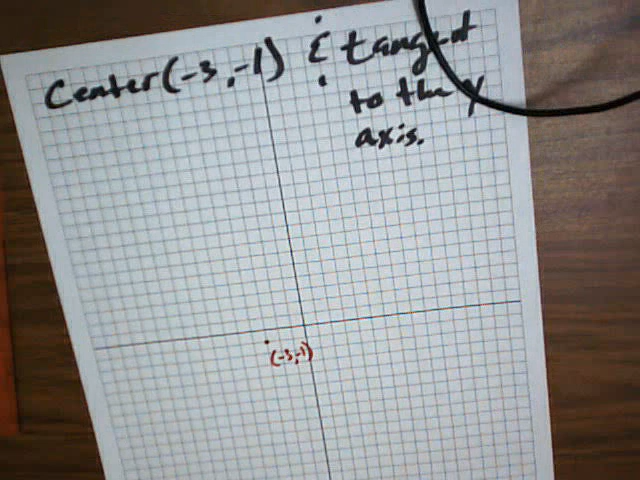 Center (-3,-1) & tangent
to the y
axis.
(-3,-1)